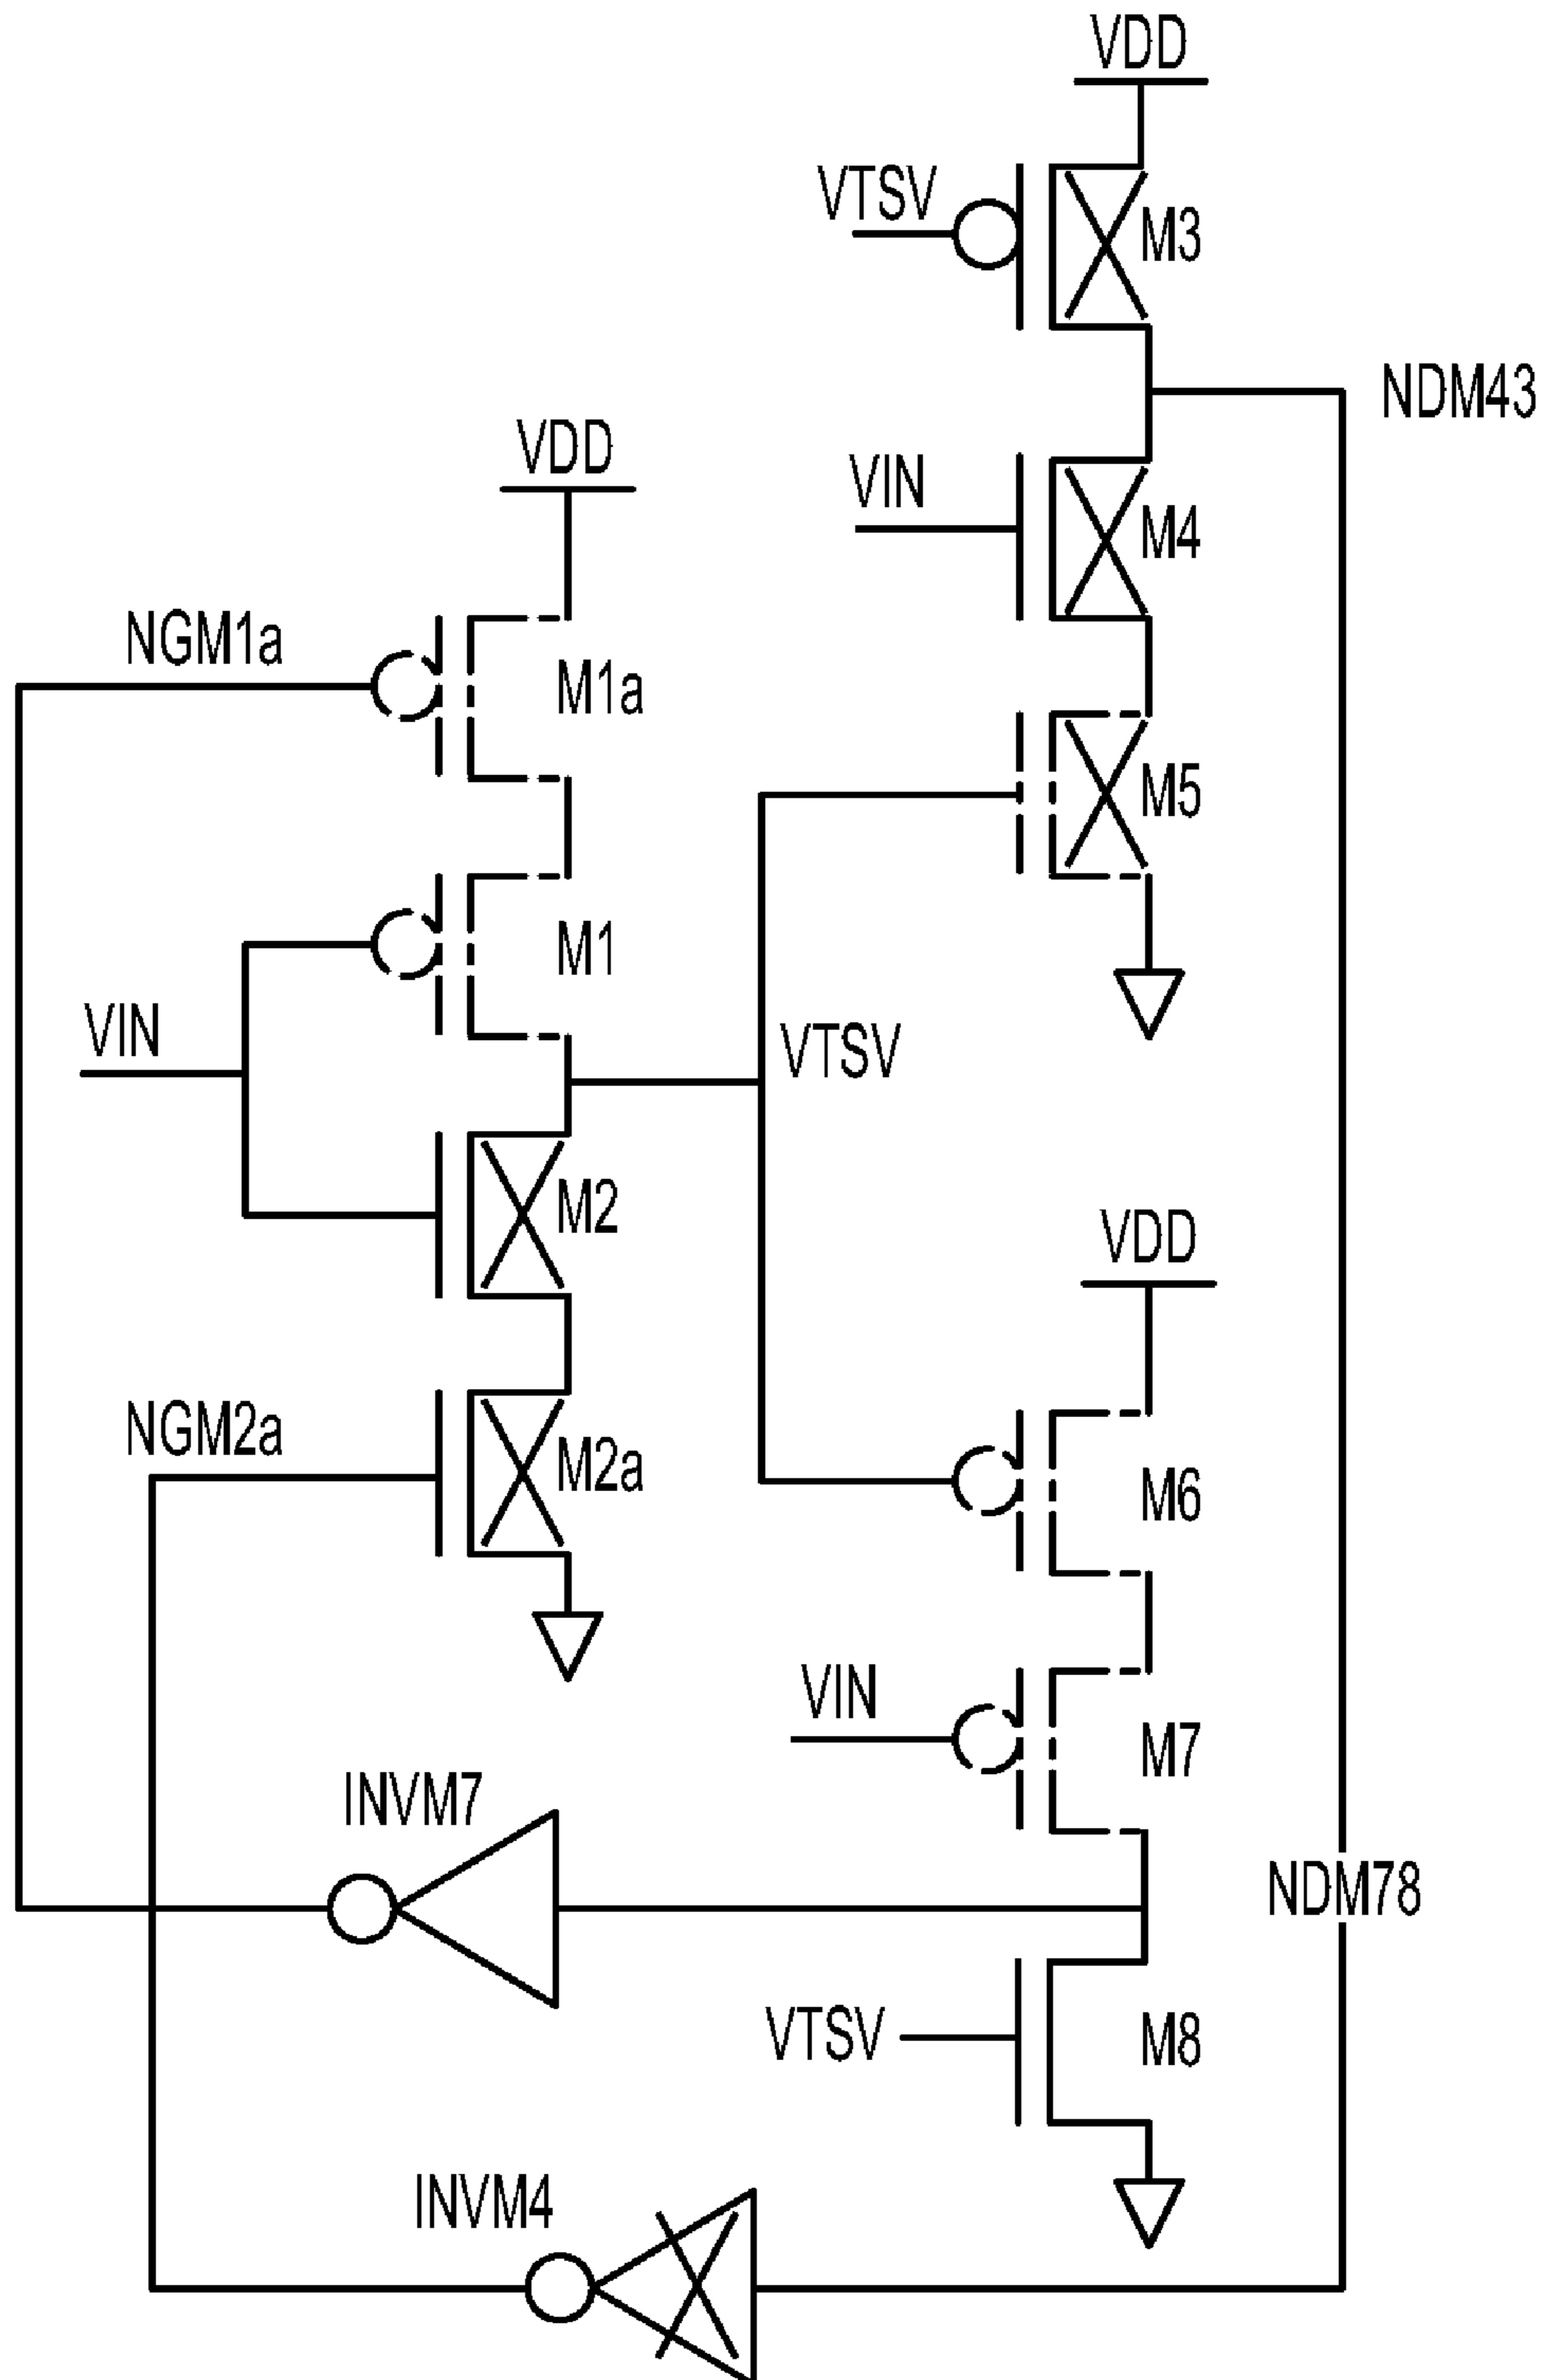 VDD
VTSV
M3
NDM43
VDD
VIN
M4
NGM1a
M1a
M5
M1
VIN
VTSV
M2
VDD
NGM2a
M2a
M6
VIN
M7
INVM7
NDM78
VTSV
M8
INVM4